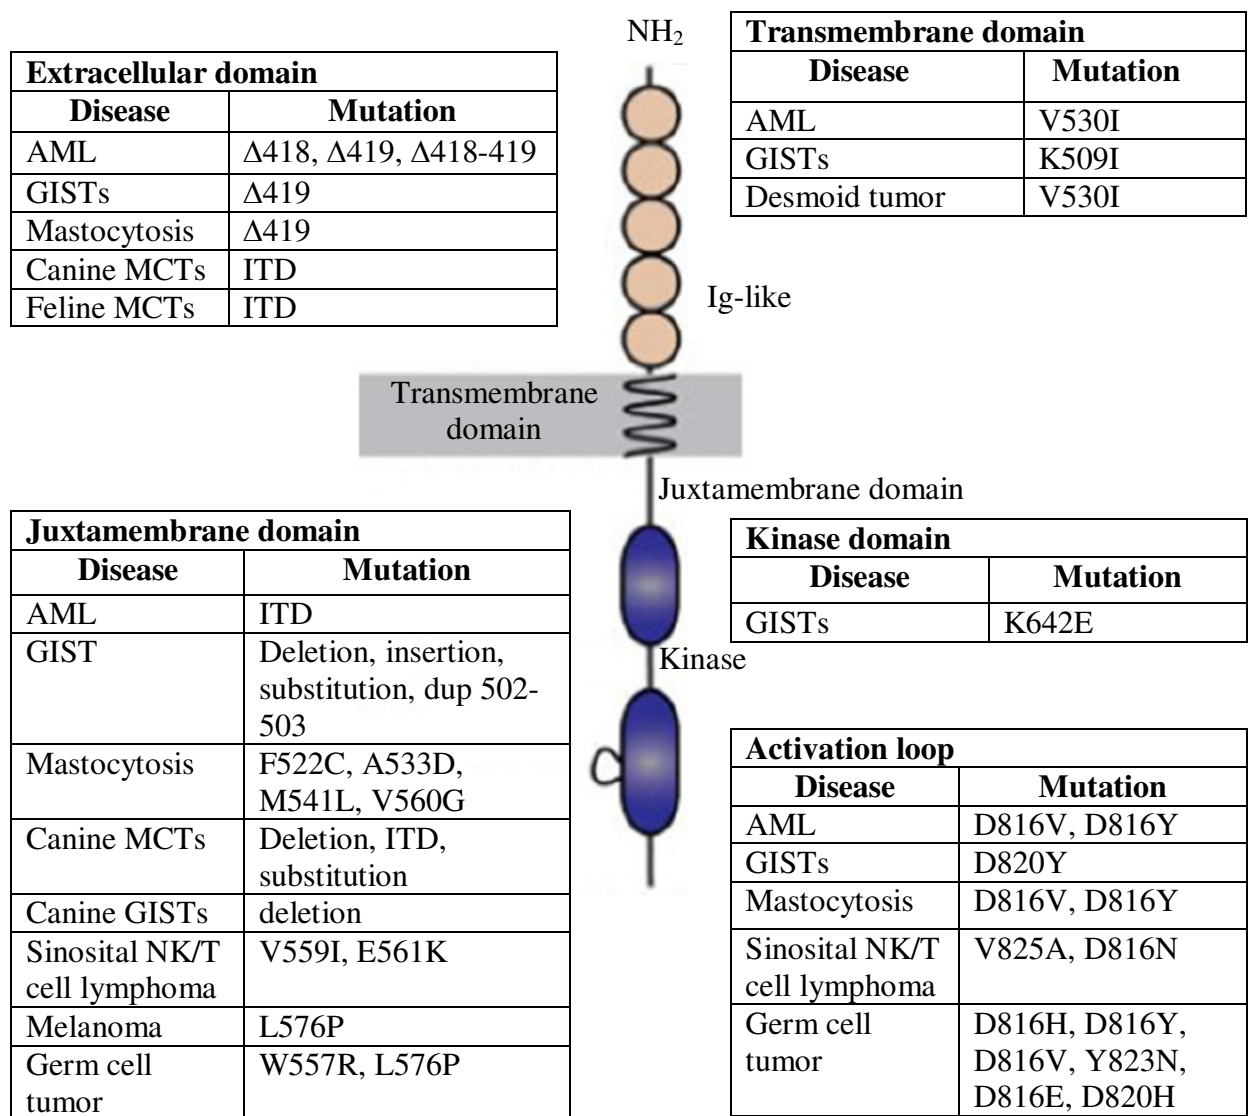 NH₂
Extracellular domain
Disease Mutation
AML Δ418, Δ419, Δ418-419
GISTs Δ419
Mastocytosis Δ419
Canine MCTs ITD
Feline MCTs ITD
Transmembrane domain
Disease Mutation
AML V530I
GISTs K509I
Desmoid tumor V530I
Ig-like
Transmembrane
domain
Juxtamembrane domain
Kinase
Juxtamembrane domain
Disease Mutation
AML ITD
GIST Deletion, insertion,
substitution, dup 502-
503
Mastocytosis F522C, A533D,
M541L, V560G
Canine MCTs Deletion, ITD,
substitution
Canine GISTs deletion
Sinosital NK/T V559I, E561K
cell lymphoma
Melanoma L576P
Germ cell W557R, L576P
tumor
Kinase domain
Disease Mutation
GISTs K642E
Activation loop
Disease Mutation
AML D816V, D816Y
GISTs D820Y
Mastocytosis D816V, D816Y
Sinosital NK/T V825A, D816N
cell lymphoma
Germ cell D816H, D816Y,
tumor D816V, Y823N,
D816E, D820H